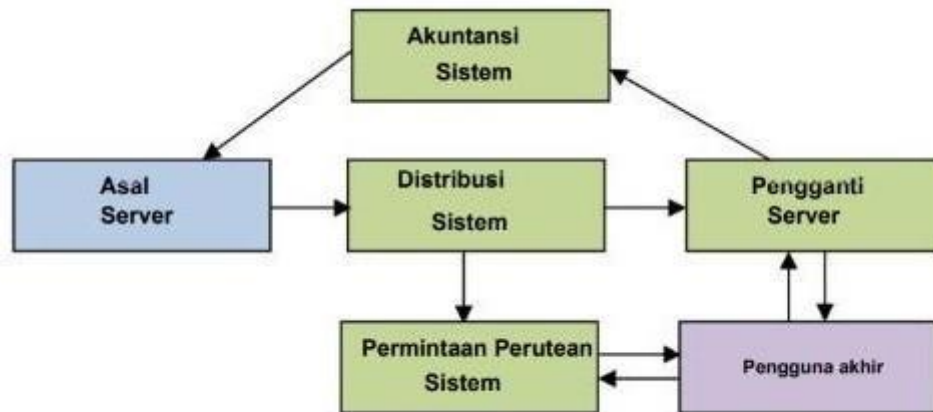 Akuntansi
Sistem
Asal
Server
Distribusi
Sistem
Pengganti
Server
Permintaan Perutean
Sistem
Pengguna akhir